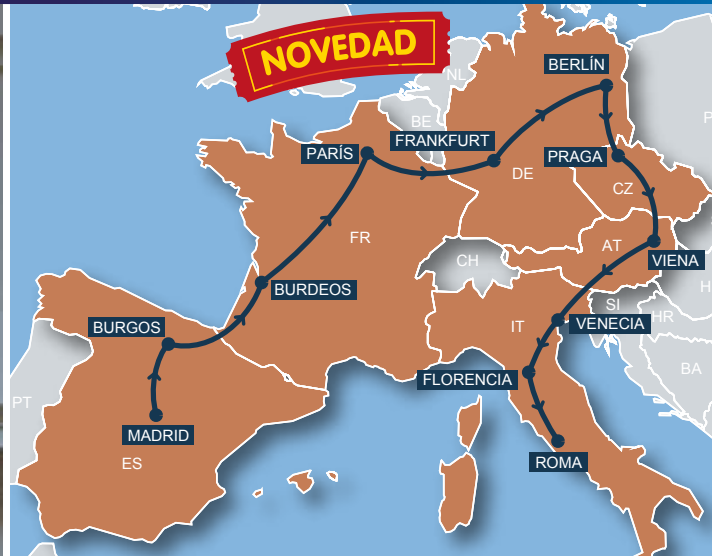 NOVEDAD
NL
BERLÍN
BE
FRANKFURT
PARÍS
PRAGA
DE
CZ
FR
AT
VIENA
CH
BURDEOS
SI
HR
VENECIA
IT
BURGOS
BA
FLORENCIA
PT
MADRID
ES
ROMA